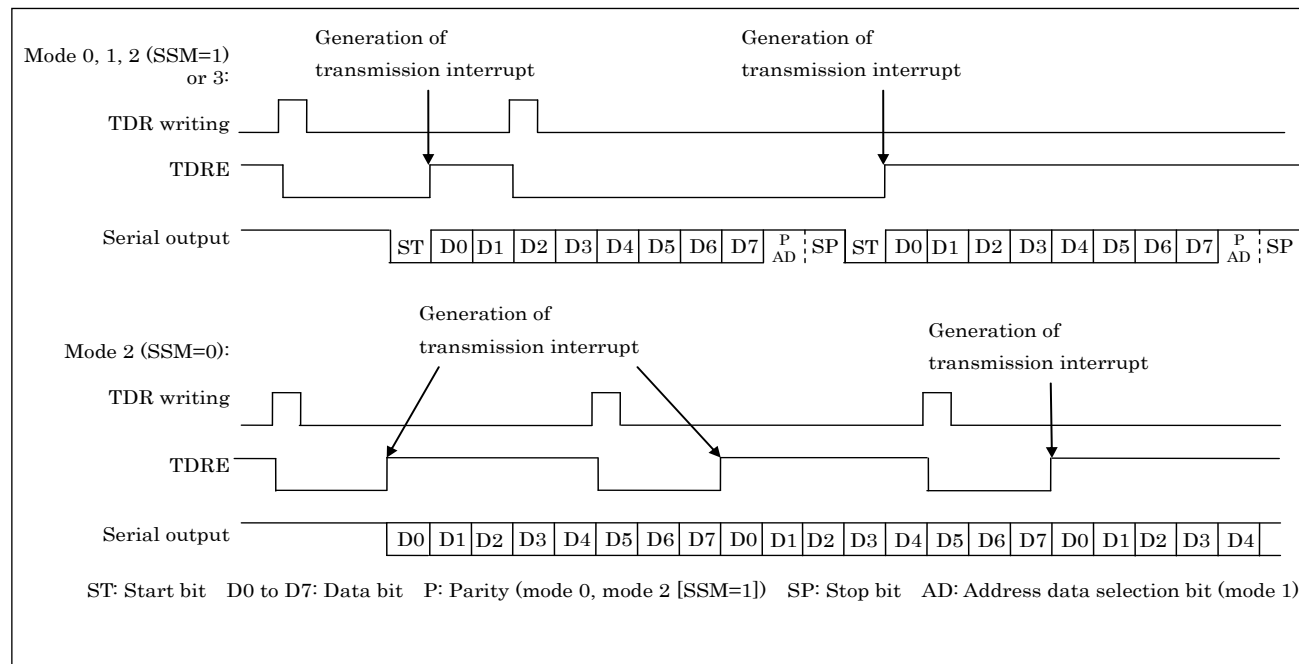 Generation of
transmission interrupt
Generation of
transmission interrupt
Mode 0, 1, 2 (SSM=1)
or 3:
TDR writing
TDRE
Serial output
ST D0 D1 D2 D3 D4 D5 D6 D7 P AD SP ST D0 D1 D2 D3 D4 D5 D6 D7 P AD SP
Generation of
transmission interrupt
Generation of
transmission interrupt
Mode 2 (SSM=0):
TDR writing
TDRE
Serial output
D0 D1 D2 D3 D4 D5 D6 D7 D0 D1 D2 D3 D4 D5 D6 D7 D0 D1 D2 D3 D4
ST: Start bit D0 to D7: Data bit P: Parity (mode 0, mode 2 [SSM=1]) SP: Stop bit AD: Address data selection bit (mode 1)